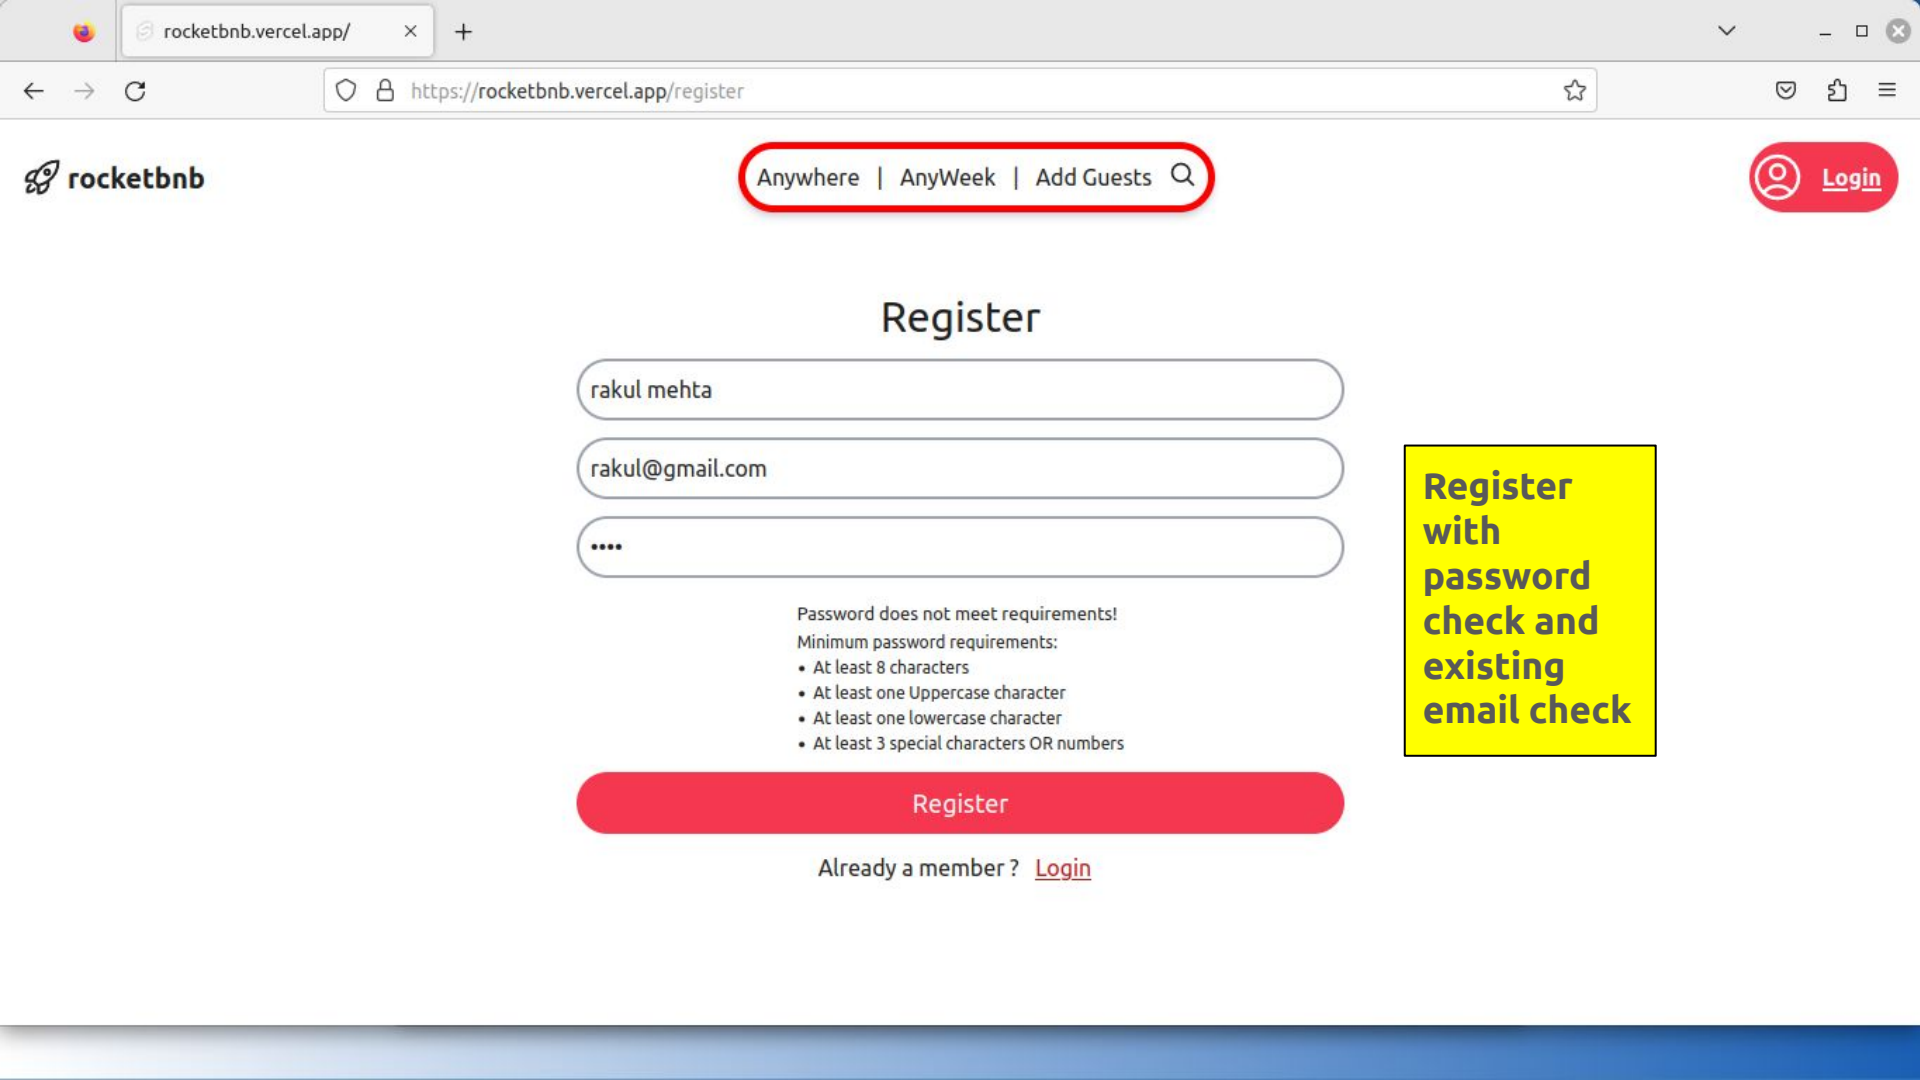 rocketbnb.vercel.app/
https://rocketbnb.vercel.app/register
rocketbnb
Anywhere | AnyWeek | Add Guests
Login
Register
rakul mehta
rakul@gmail.com
••••
Password does not meet requirements!
Minimum password requirements:
• At least 8 characters
• At least one Uppercase character
• At least one lowercase character
• At least 3 special characters OR numbers
Register
Already a member ? Login
Register
with
password
check and
existing
email check